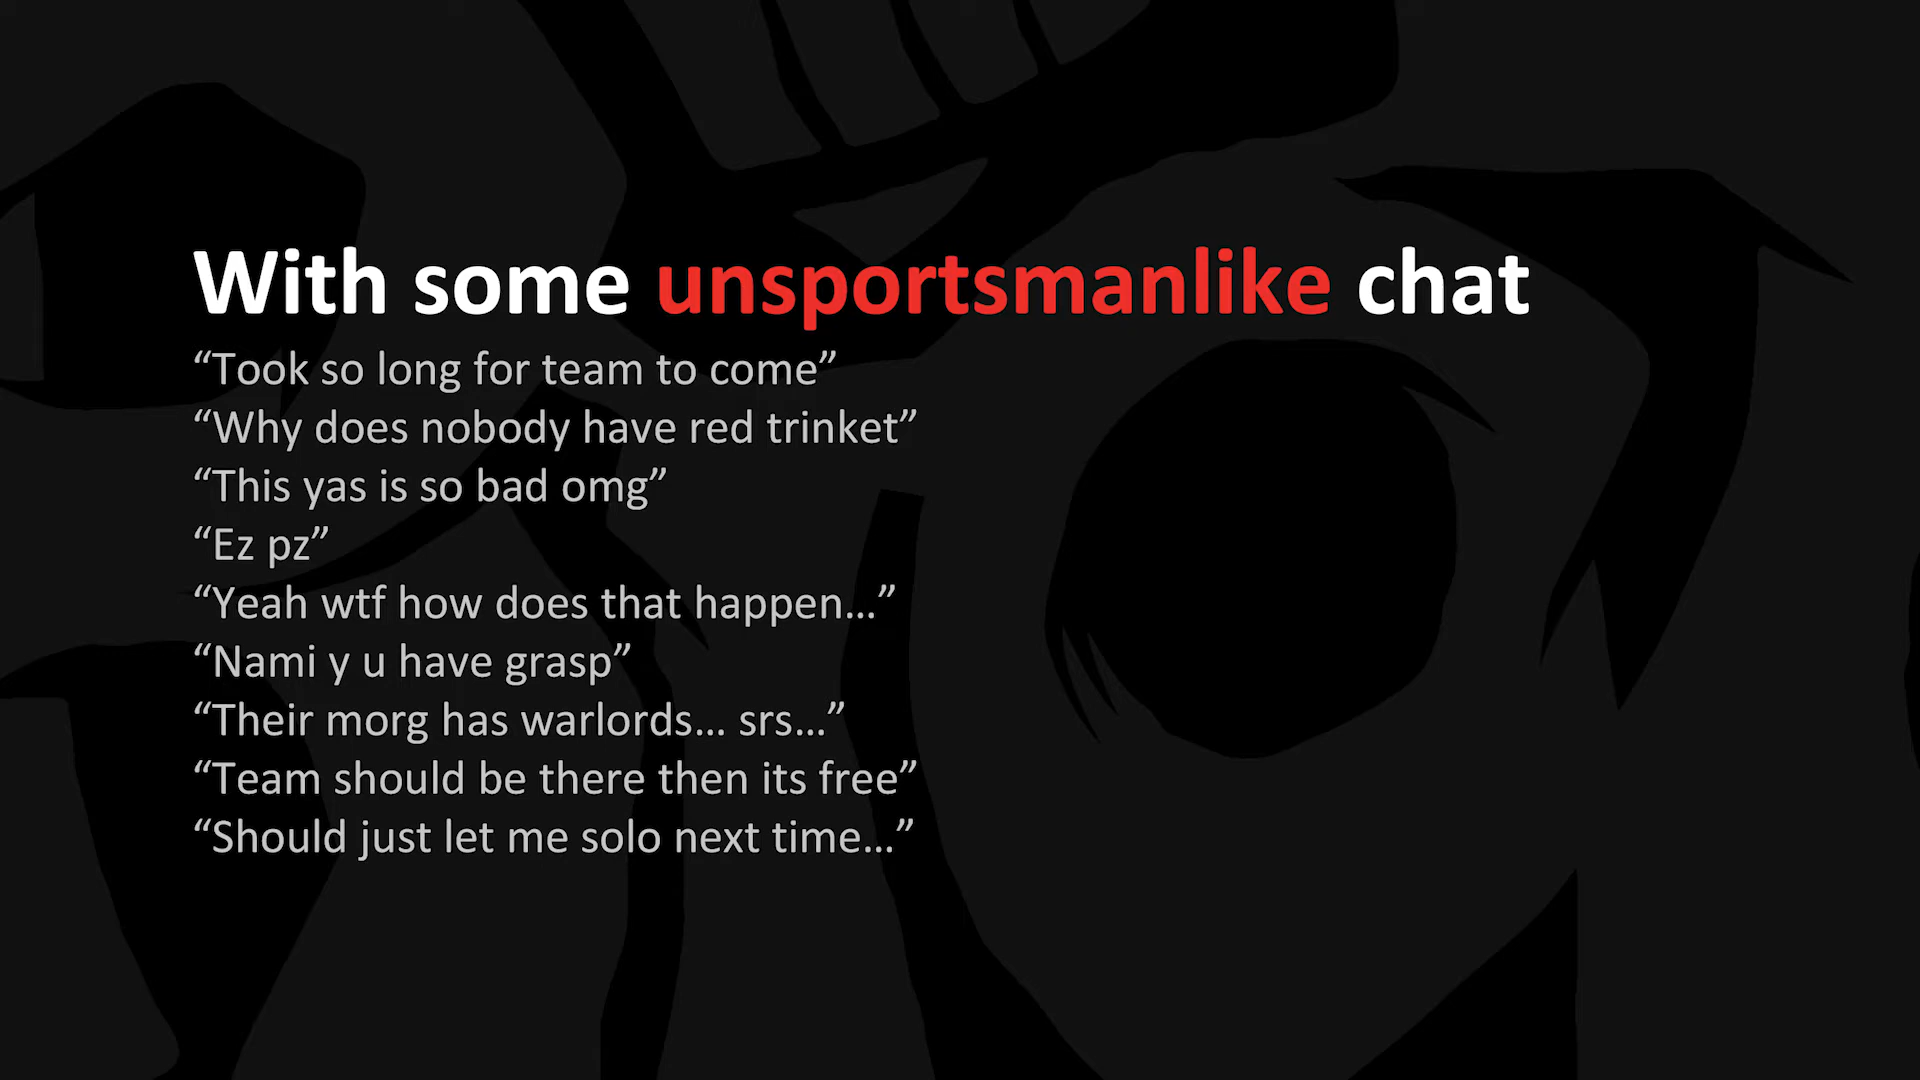 With some unsportsmanlike chat
“Took so long for team to come”
“Why does nobody have red trinket”
“This yas is so bad omg”
“Ez pz”
“Yeah wtf how does that happen…”
“Nami y u have grasp”
“Their morg has warlords… srs…”
“Team should be there then its free”
“Should just let me solo next time…”